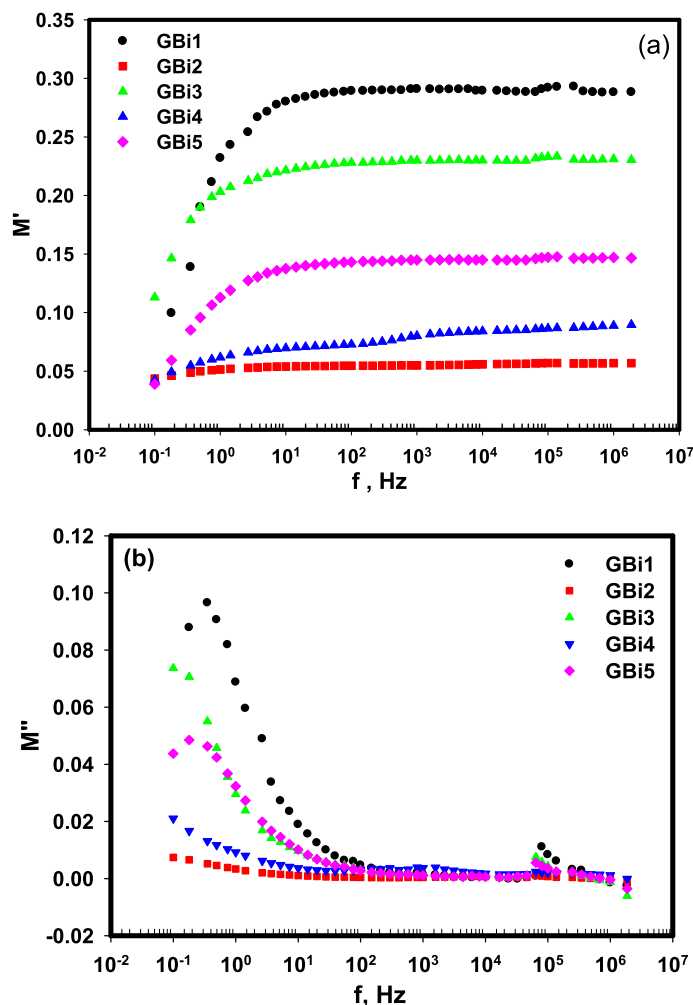 (a)
GBi1
GBi2
GBi3
GBi4
GBi5
M'
0.35
0.30
0.25
0.20
0.15
0.10
0.05
0.00
10-2 10-1 100 101 102 103 104 105 106 107
f , Hz
(b)
GBi1
GBi2
GBi3
GBi4
GBi5
M"
0.12
0.10
0.08
0.06
0.04
0.02
0.00
-0.02
10-2 10-1 100 101 102 103 104 105 106 107
f, Hz